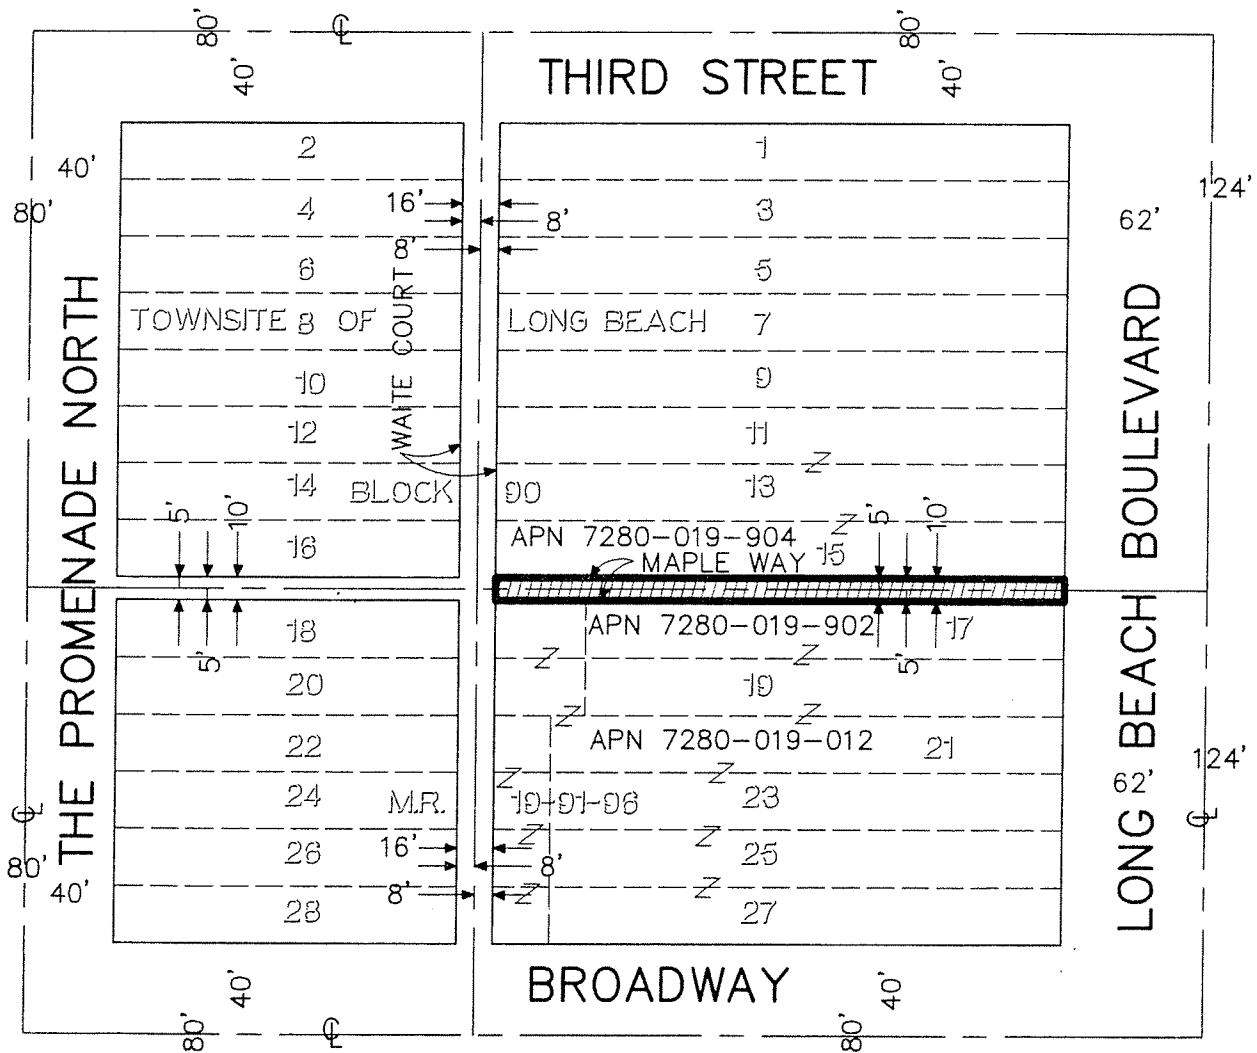 80' ℄ 80'
40' THIRD STREET 40'
2 1
40'
80' 4 16' 8' 3 62' 124'
8'
6 5
TOWNSITE 8 OF LONG BEACH 7
WAITE COURT
THE PROMENADE NORTH
LONG BEACH BOULEVARD
10 9
12 11
14 BLOCK 90 13
5' 10' 5' 10'
16 APN 7280-019-904 15
MAPLE WAY
18 APN 7280-019-902 17
5' 5'
20 19
22 APN 7280-019-012 21
62' 124'
24 M.R. 19-91-96 23
℄ ℄
26 16' 8' 25
80'
40' 8'
28 27
40' BROADWAY 40'
80' ℄ 80'